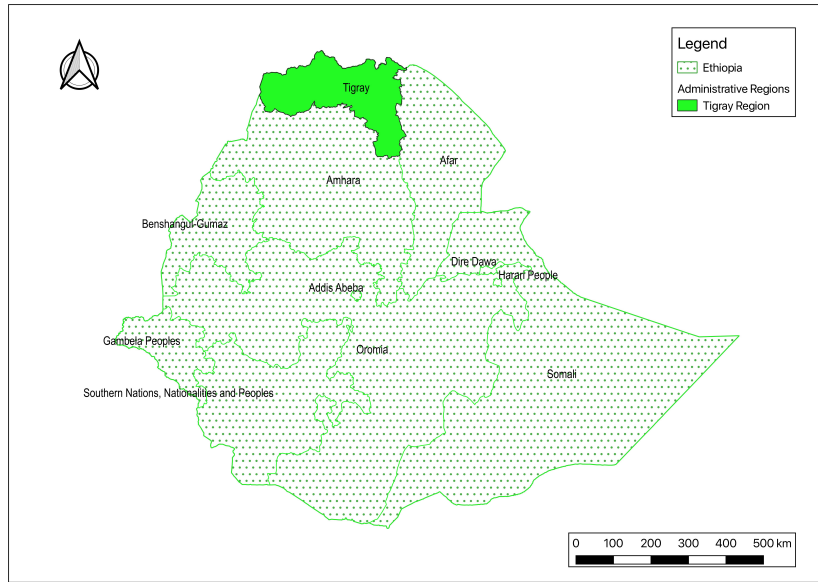 Legend
Ethiopia
Administrative Regions
Tigray Region
Tigray
Afar
Amhara
Benshangul-Gumaz
Dire Dawa
Harari People
Addis Abeba
Gambela Peoples
Oromia
Somali
Southern Nations, Nationalities and Peoples
0 100 200 300 400 500 km